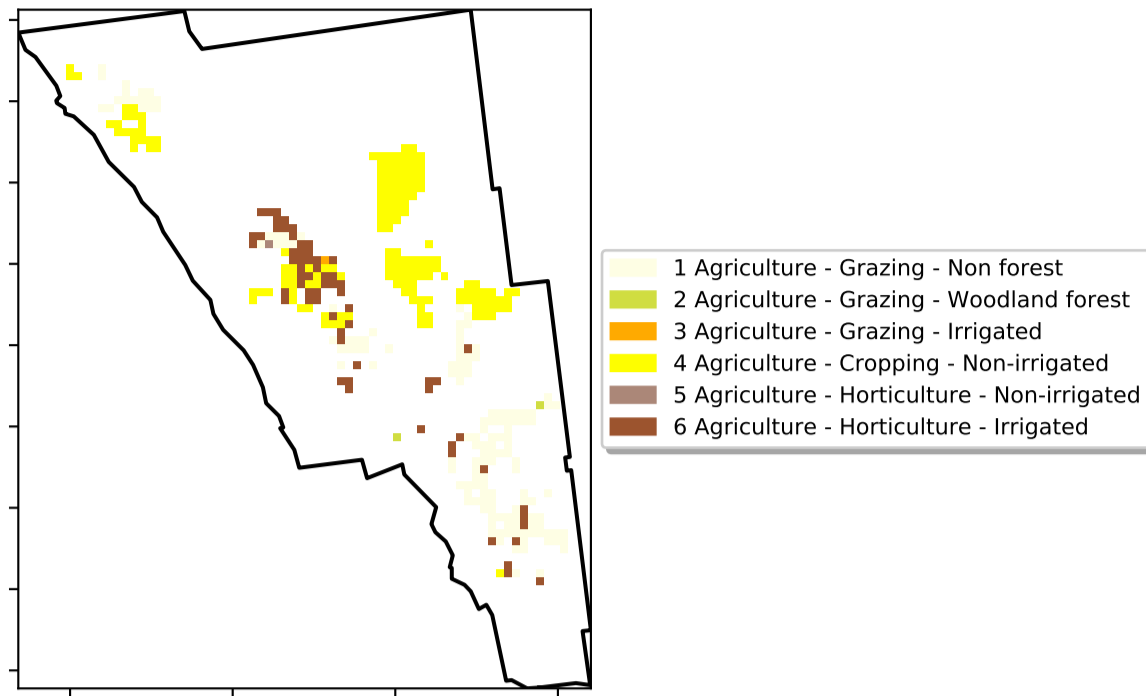 1 Agriculture - Grazing - Non forest
2 Agriculture - Grazing - Woodland forest
3 Agriculture - Grazing - Irrigated
4 Agriculture - Cropping - Non-irrigated
5 Agriculture - Horticulture - Non-irrigated
6 Agriculture - Horticulture - Irrigated